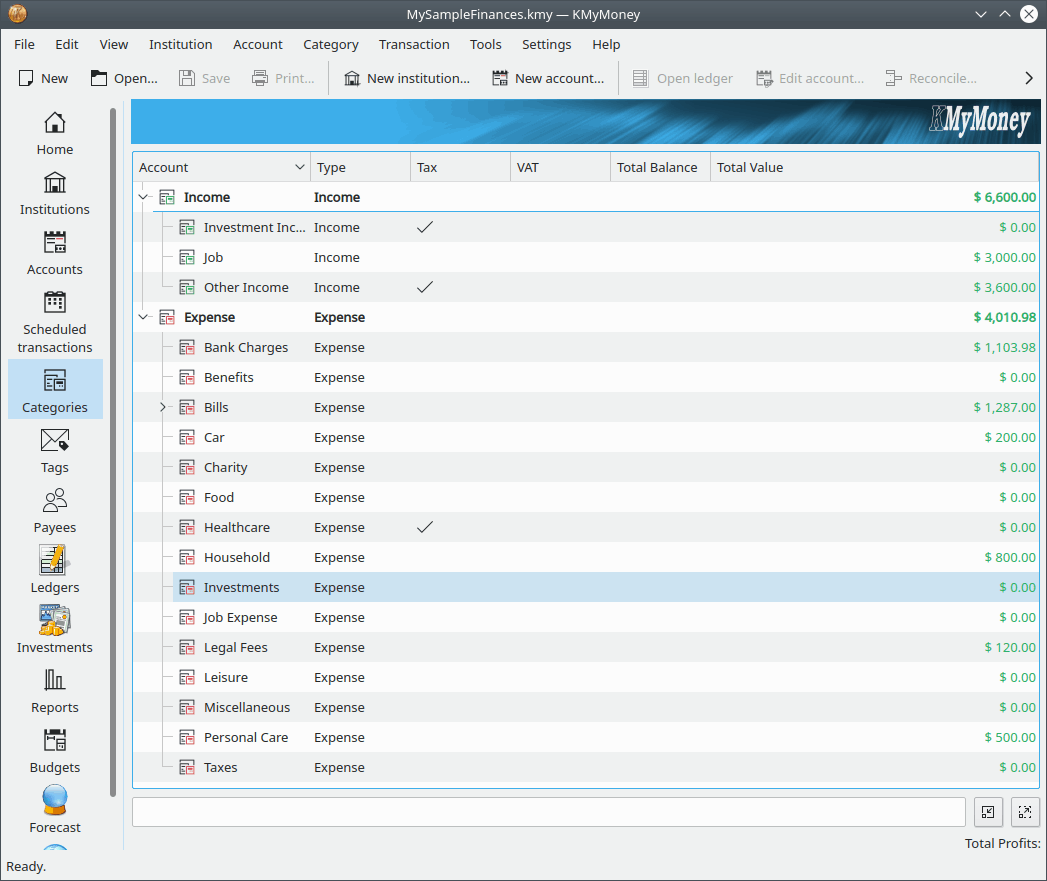 MySampleFinances.kmy — KMyMoney
File Edit View Institution Account Category Transaction Tools Settings Help
New Open... Save Print... New institution... New account... Open ledger Edit account... Reconcile...
KMyMoney
Home
Institutions
Accounts
Scheduled
transactions
Categories
Tags
Payees
Ledgers
Investments
Reports
Budgets
Forecast
Account Type Tax VAT Total Balance Total Value
Income Income $ 6,600.00
Investment Inc... Income $ 0.00
Job Income $ 3,000.00
Other Income Income $ 3,600.00
Expense Expense $ 4,010.98
Bank Charges Expense $ 1,103.98
Benefits Expense $ 0.00
Bills Expense $ 1,287.00
Car Expense $ 200.00
Charity Expense $ 0.00
Food Expense $ 0.00
Healthcare Expense $ 0.00
Household Expense $ 800.00
Investments Expense $ 0.00
Job Expense Expense $ 0.00
Legal Fees Expense $ 120.00
Leisure Expense $ 0.00
Miscellaneous Expense $ 0.00
Personal Care Expense $ 500.00
Taxes Expense $ 0.00
Total Profits:
Ready.